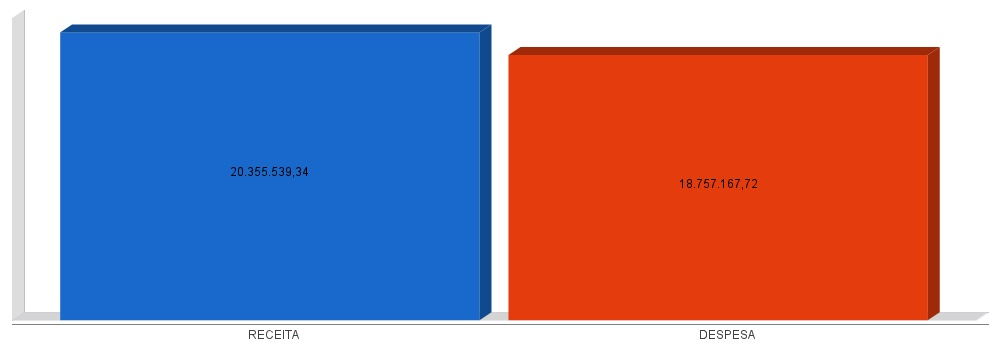 20.355.539,34
18.757.167,72
RECEITA
DESPESA